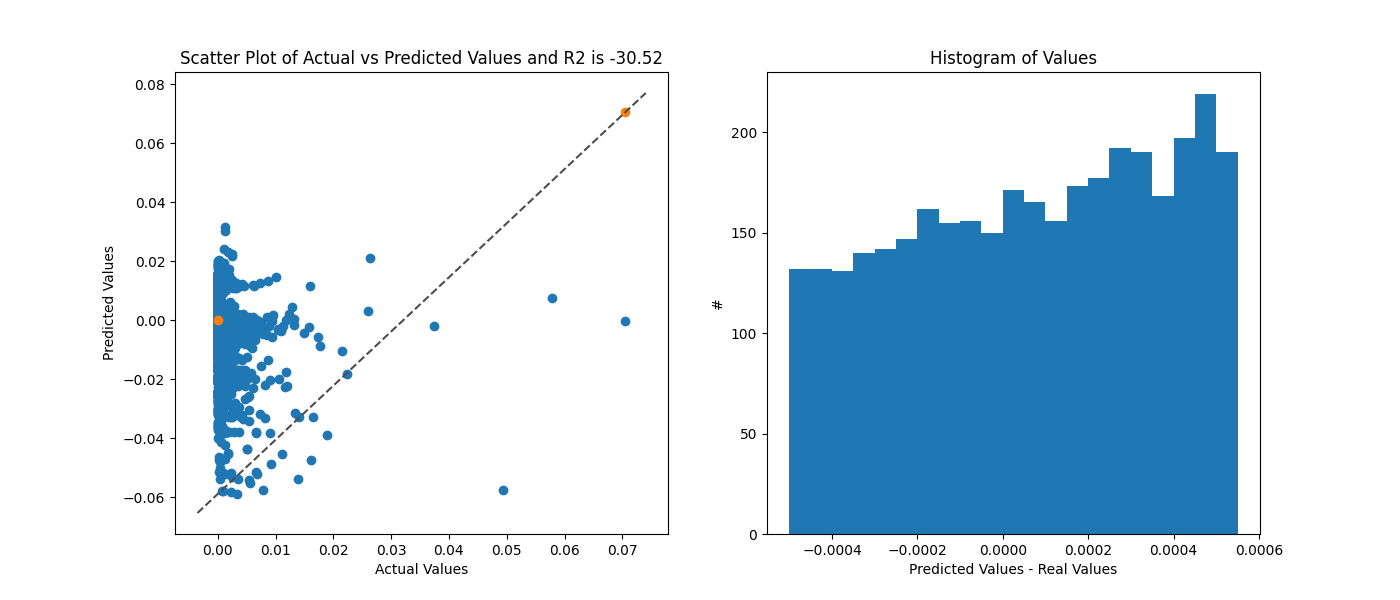 Scatter Plot of Actual vs Predicted Values and R2 is -30.52
0.08
0.06
0.04
0.02
0.00
−0.02
−0.04
−0.06
Predicted Values
0.00 0.01 0.02 0.03 0.04 0.05 0.06 0.07
Actual Values
Histogram of Values
200
150
100
50
0
#
−0.0004 −0.0002 0.0000 0.0002 0.0004 0.0006
Predicted Values - Real Values